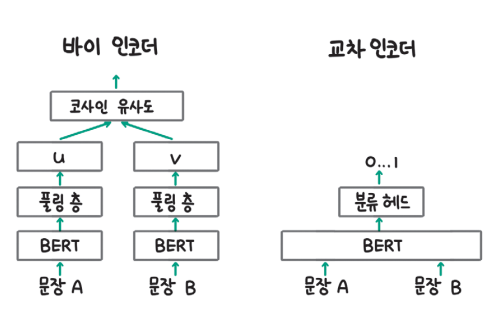 바이 인코더
코사인 유사도
u
v
풀링 층
풀링 층
BERT
BERT
문장 A
문장 B
교차 인코더
0...1
분류 헤드
BERT
문장 A
문장 B